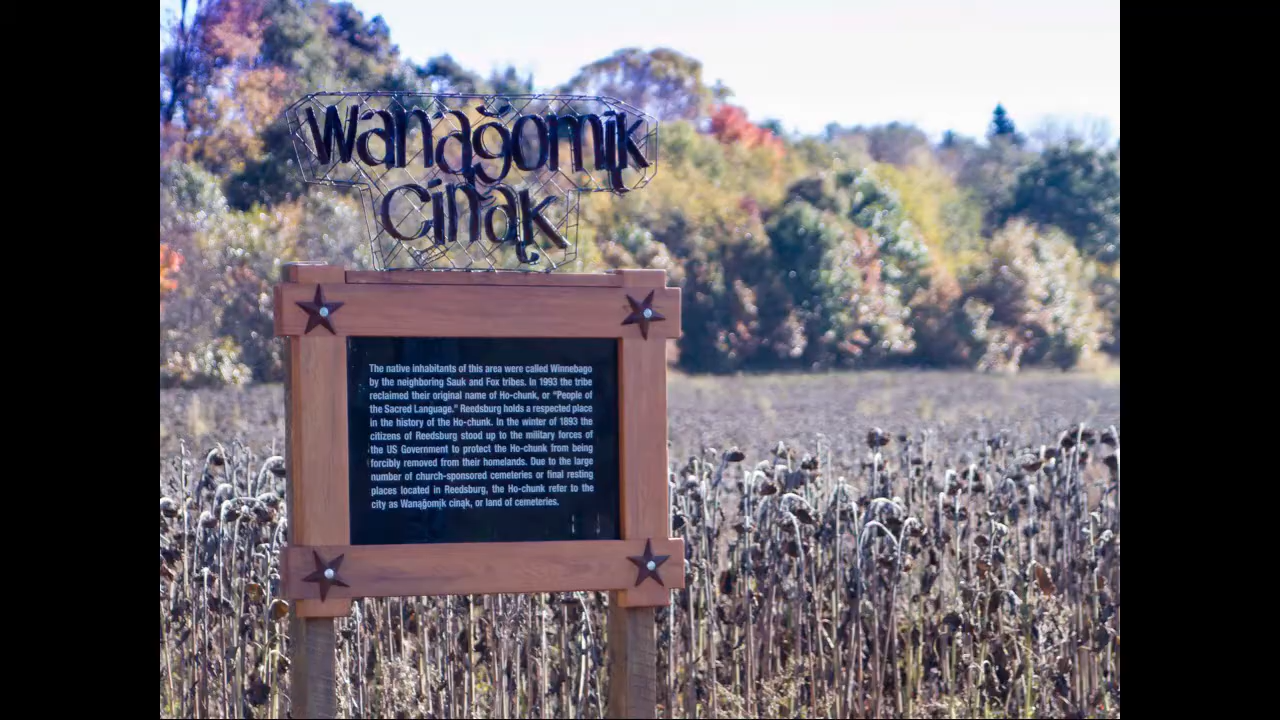 Wanąğomįk
cinąk
The native inhabitants of this area were called Winnebago
by the neighboring Sauk and Fox tribes. In 1993 the tribe
reclaimed their original name of Ho-chunk, or “People of
the Sacred Language.” Reedsburg holds a respected place
in the history of the Ho-chunk. In the winter of 1893 the
citizens of Reedsburg stood up to the military forces of
the US Government to protect the Ho-chunk from being
forcibly removed from their homelands. Due to the large
number of church-sponsored cemeteries or final resting
places located in Reedsburg, the Ho-chunk refer to the
city as Wanąğomįk cinąk, or land of cemeteries.